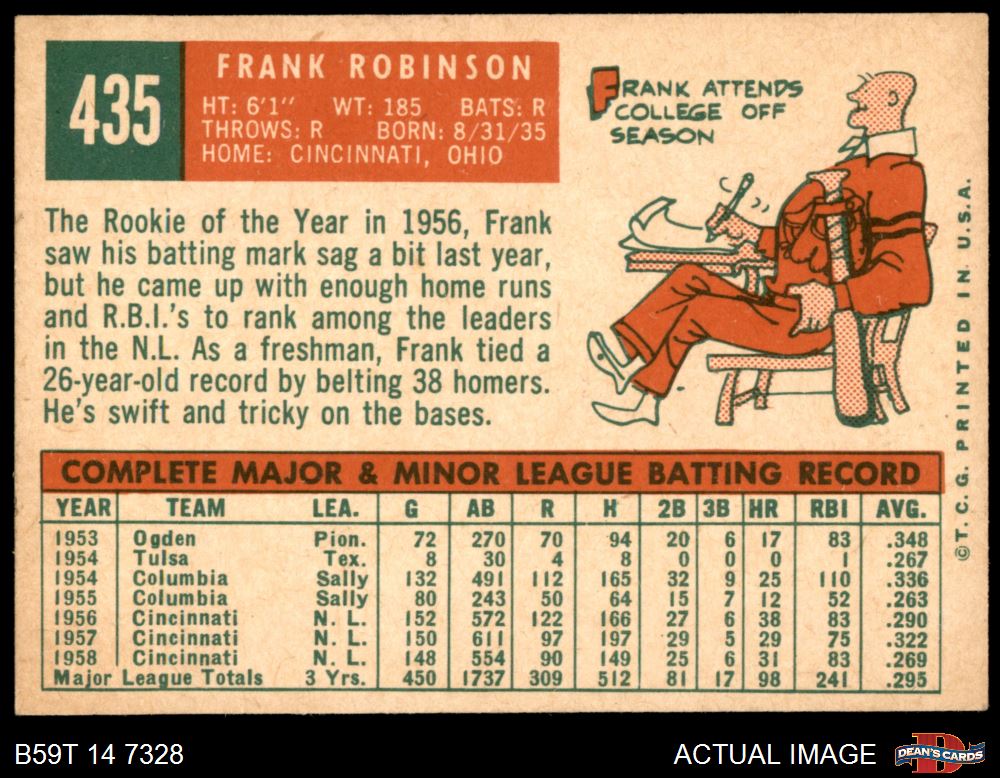 435
FRANK ROBINSON
HT: 6'1" WT: 185 BATS: R
THROWS: R BORN: 8/31/35
HOME: CINCINNATI, OHIO
FRANK ATTENDS
COLLEGE OFF
SEASON
The Rookie of the Year in 1956, Frank
saw his batting mark sag a bit last year,
but he came up with enough home runs
and R.B.I.'s to rank among the leaders
in the N.L. As a freshman, Frank tied a
26-year-old record by belting 38 homers.
He's swift and tricky on the bases.
©T. C. G. PRINTED IN U.S.A.
COMPLETE MAJOR & MINOR LEAGUE BATTING RECORD
YEAR TEAM LEA. G AB R H 2B 3B HR RBI AVG.
1953 Ogden Pion. 72 270 70 94 20 6 17 83 .348
1954 Tulsa Tex. 8 30 4 8 0 0 0 1 .267
1954 Columbia Sally 132 491 112 165 32 9 25 110 .336
1955 Columbia Sally 80 243 50 64 15 7 12 52 .263
1956 Cincinnati N. L. 152 572 122 166 27 6 38 83 .290
1957 Cincinnati N. L. 150 611 97 197 29 5 29 75 .322
1958 Cincinnati N. L. 148 554 90 149 25 6 31 83 .269
Major League Totals 3 Yrs. 450 1737 309 512 81 17 98 241 .295
B59T 14 7328
ACTUAL IMAGE
DEAN'S CARDS